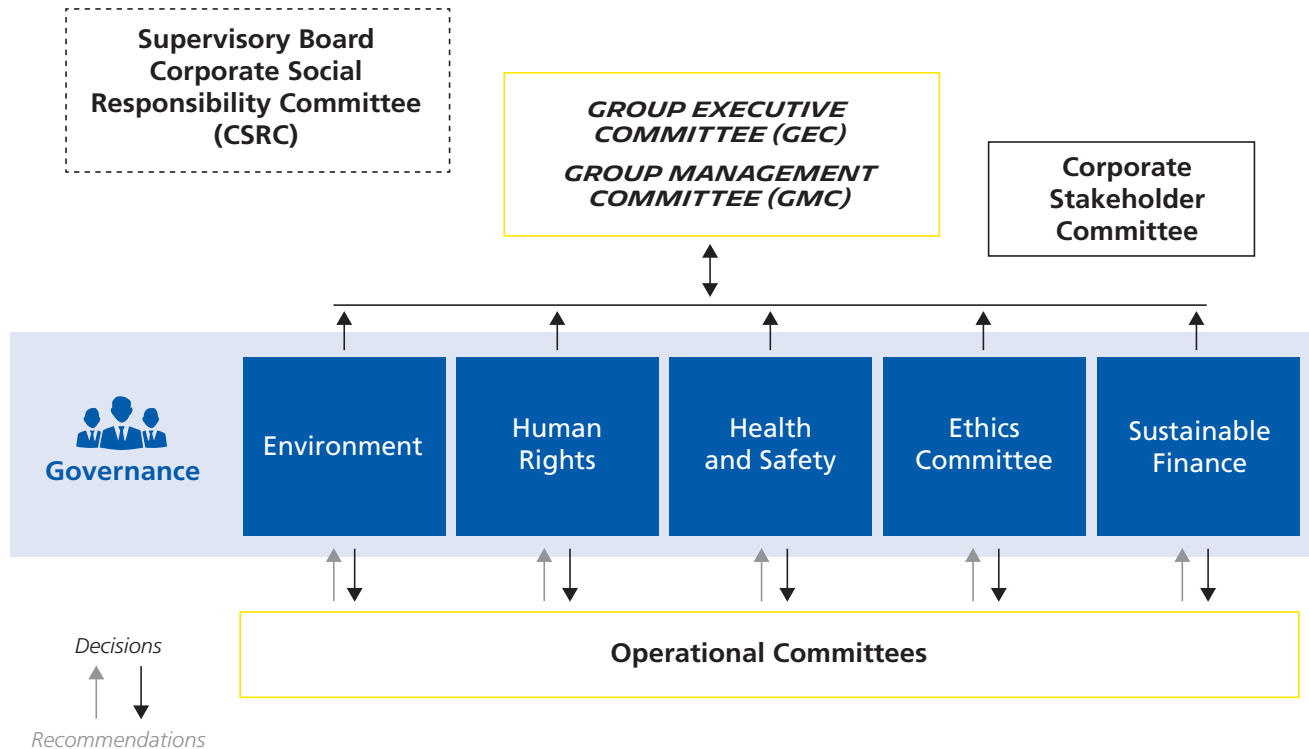 Supervisory Board
Corporate Social
Responsibility Committee
(CSRC)
GROUP EXECUTIVE
COMMITTEE (GEC)
GROUP MANAGEMENT
COMMITTEE (GMC)
Corporate
Stakeholder
Committee
Governance
Environment
Human
Rights
Health
and Safety
Ethics
Committee
Sustainable
Finance
Operational Committees
Decisions
Recommendations